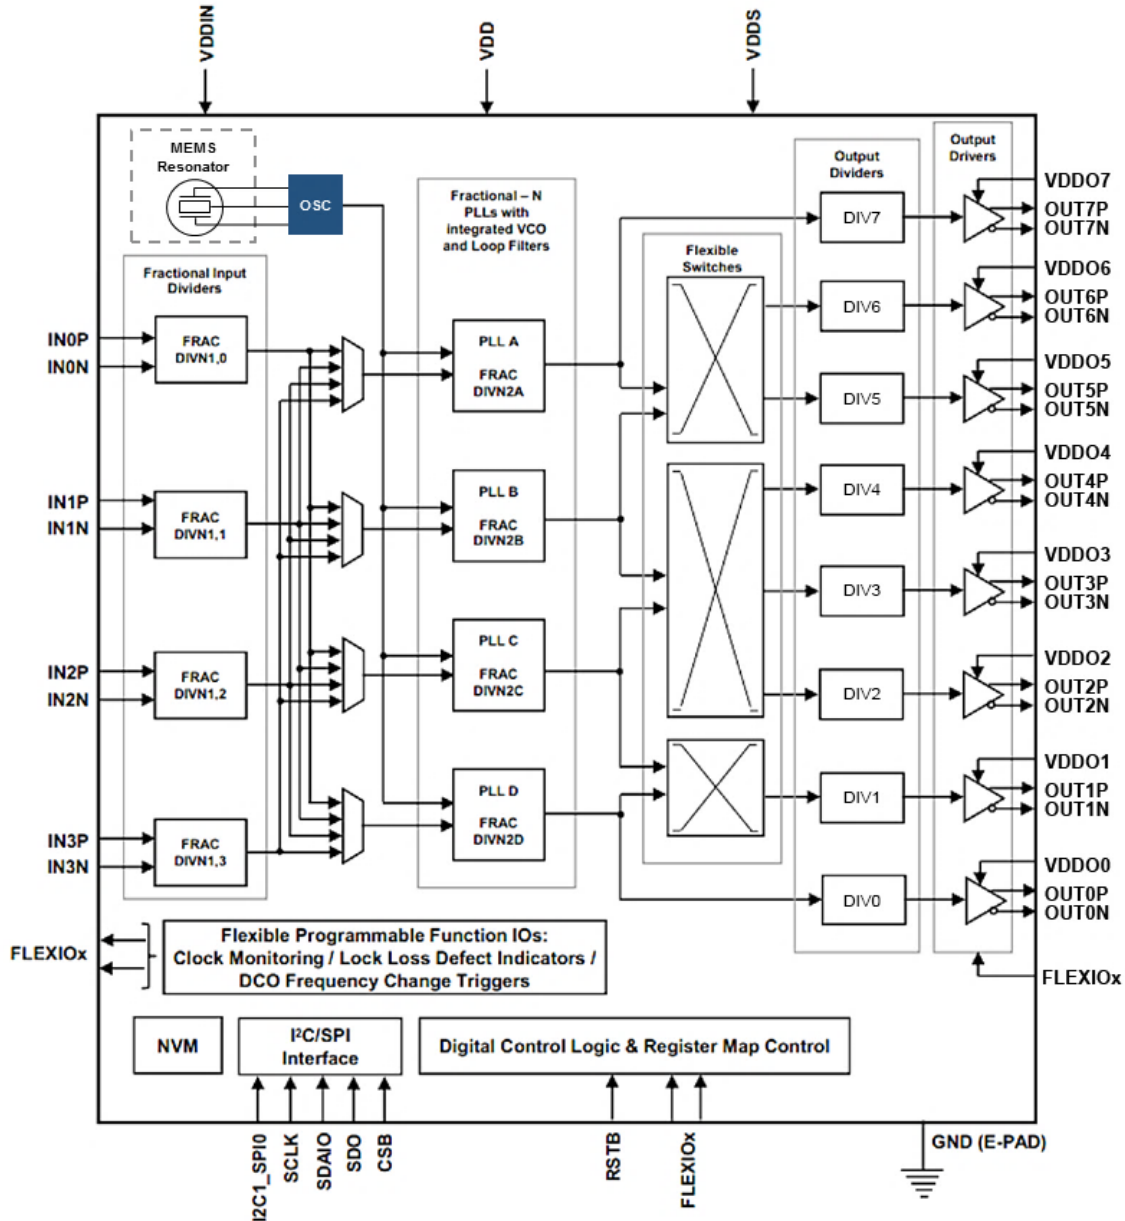 VDDIN
VDD
VDDS
MEMS
Resonator
OSC
Fractional Input
Dividers
Fractional – N
PLLs with
integrated VCO
and Loop Filters
Flexible
Switches
Output
Dividers
Output
Drivers
IN0P
IN0N
FRAC
DIVN1,0
IN1P
IN1N
FRAC
DIVN1,1
IN2P
IN2N
FRAC
DIVN1,2
IN3P
IN3N
FRAC
DIVN1,3
PLL A
FRAC
DIVN2A
PLL B
FRAC
DIVN2B
PLL C
FRAC
DIVN2C
PLL D
FRAC
DIVN2D
DIV7
DIV6
DIV5
DIV4
DIV3
DIV2
DIV1
DIV0
VDDO7
OUT7P
OUT7N
VDDO6
OUT6P
OUT6N
VDDO5
OUT5P
OUT5N
VDDO4
OUT4P
OUT4N
VDDO3
OUT3P
OUT3N
VDDO2
OUT2P
OUT2N
VDDO1
OUT1P
OUT1N
VDDO0
OUT0P
OUT0N
FLEXIOx
FLEXIOx
Flexible Programmable Function IOs:
Clock Monitoring / Lock Loss Defect Indicators /
DCO Frequency Change Triggers
NVM
I²C/SPI
Interface
Digital Control Logic & Register Map Control
I2C1_SPI0
SCLK
SDAIO
SDO
CSB
RSTB
FLEXIOx
GND (E-PAD)